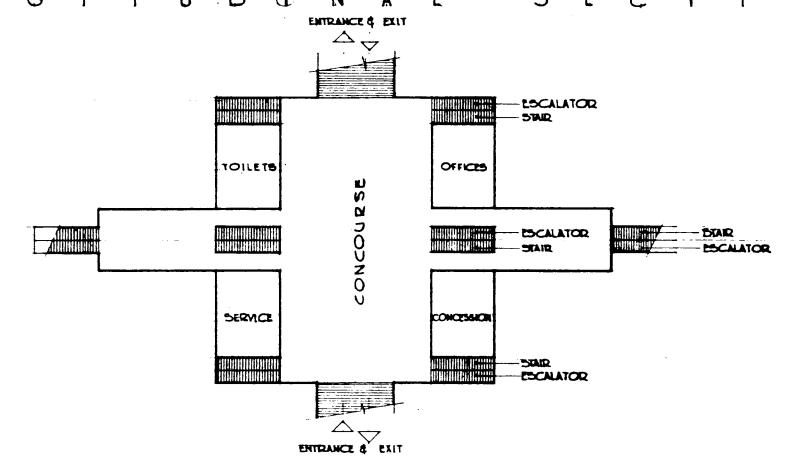 ENTRANCE & EXIT
ESCALATOR
STAIR
TOILETS
OFFICES
CONCOURSE
ESCALATOR
STAIR
STAIR
ESCALATOR
SERVICE
CONCESSION
STAIR
ESCALATOR
ENTRANCE & EXIT